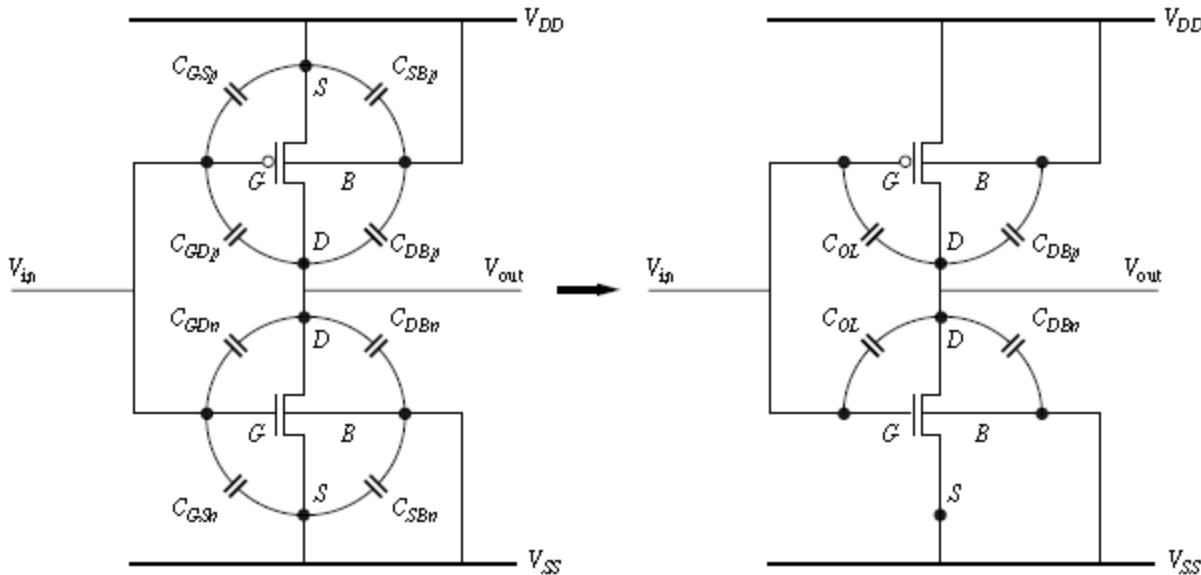 V_DD
V_DD
C_GSp
C_SBp
S
G
B
G
B
C_GDp
D
C_DBp
C_OL
D
C_DBp
V_in
V_out
V_in
V_out
C_GDn
D
C_DBn
C_OL
D
C_DBn
G
B
G
B
C_GSn
S
C_SBn
S
V_SS
V_SS